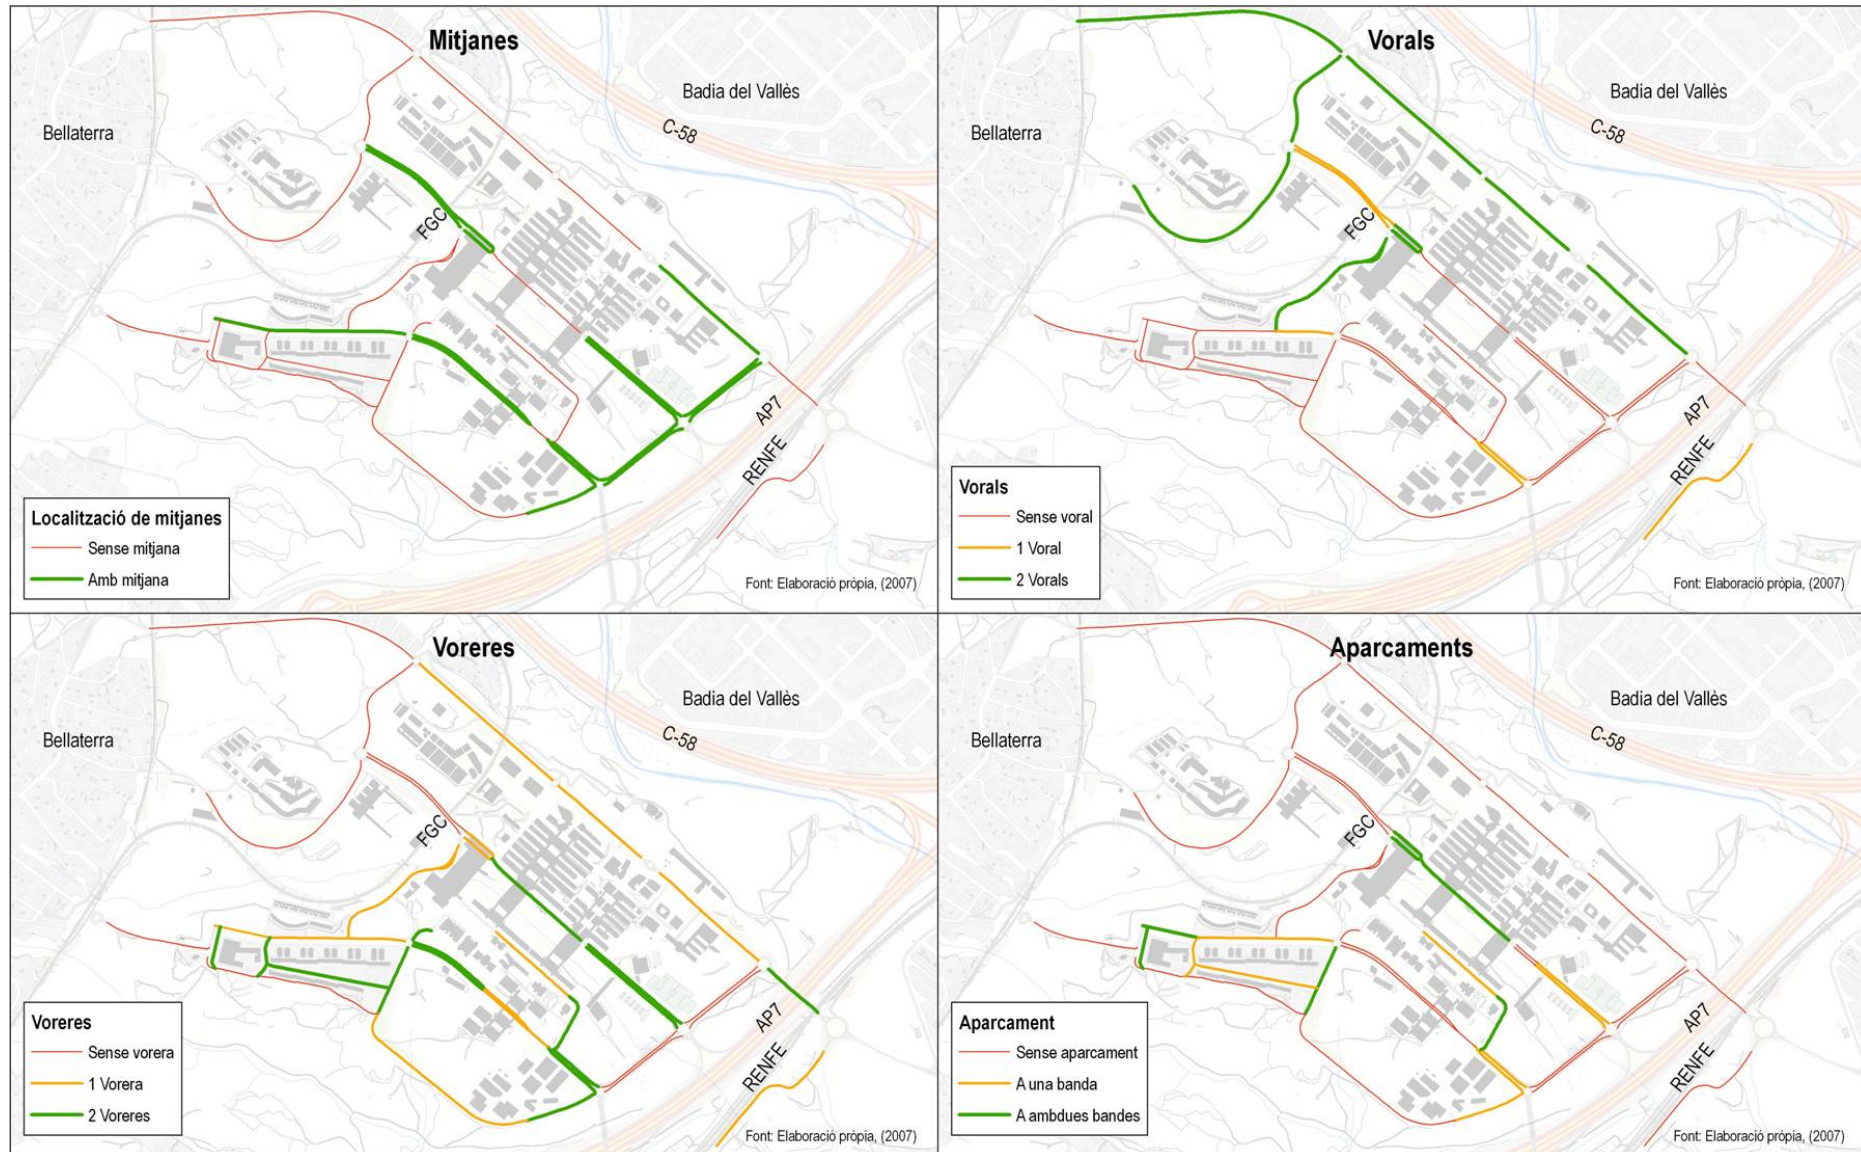 Mitjanes
Badia del Vallès
Bellaterra
C-58
FGC
AP7
RENFE
Localització de mitjanes
Sense mitjana
Amb mitjana
Font: Elaboració pròpia, (2007)
Vorals
Badia del Vallès
Bellaterra
C-58
FGC
AP7
RENFE
Vorals
Sense voral
1 Voral
2 Vorals
Font: Elaboració pròpia, (2007)
Voreres
Badia del Vallès
Bellaterra
C-58
FGC
AP7
RENFE
Voreres
Sense vorera
1 Vorera
2 Voreres
Font: Elaboració pròpia, (2007)
Aparcaments
Badia del Vallès
Bellaterra
C-58
FGC
AP7
RENFE
Aparcament
Sense aparcament
A una banda
A ambdues bandes
Font: Elaboració pròpia, (2007)